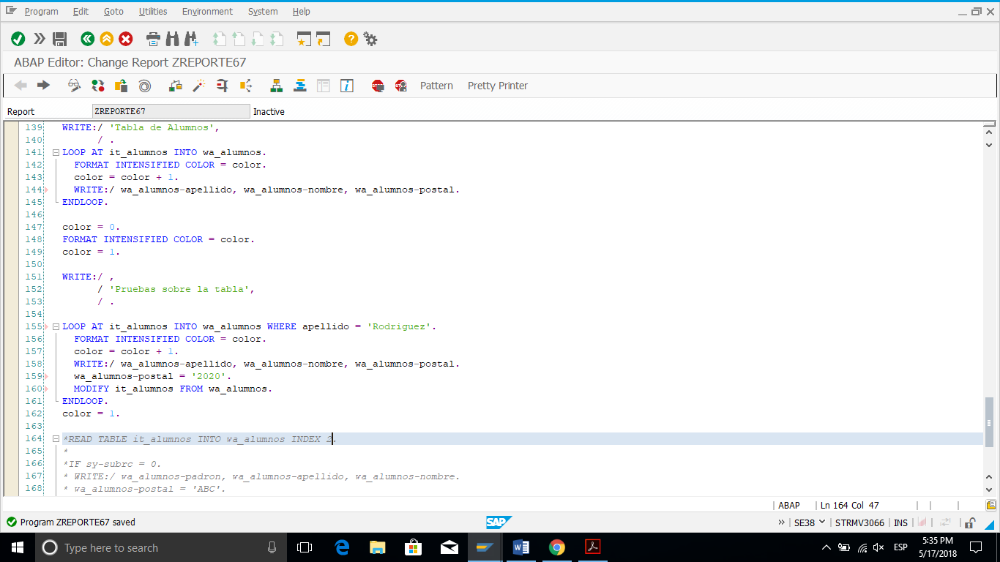 Program Edit Goto Utilities Environment System Help
ABAP Editor: Change Report ZREPORTE67
Pattern Pretty Printer
Report ZREPORTE67 Inactive
139 WRITE:/ 'Tabla de Alumnos',
140 / .
141 LOOP AT it_alumnos INTO wa_alumnos.
142 FORMAT INTENSIFIED COLOR = color.
143 color = color + 1.
144 WRITE:/ wa_alumnos-apellido, wa_alumnos-nombre, wa_alumnos-postal.
145 ENDLOOP.
146
147 color = 0.
148 FORMAT INTENSIFIED COLOR = color.
149 color = 1.
150
151 WRITE:/ ,
152 / 'Pruebas sobre la tabla',
153 / .
154
155 LOOP AT it_alumnos INTO wa_alumnos WHERE apellido = 'Rodriguez'.
156 FORMAT INTENSIFIED COLOR = color.
157 color = color + 1.
158 WRITE:/ wa_alumnos-apellido, wa_alumnos-nombre, wa_alumnos-postal.
159 wa_alumnos-postal = '2020'.
160 MODIFY it_alumnos FROM wa_alumnos.
161 ENDLOOP.
162 color = 1.
163
164 *READ TABLE it_alumnos INTO wa_alumnos INDEX 2.
165 *
166 *IF sy-subrc = 0.
167 * WRITE:/ wa_alumnos-padron, wa_alumnos-apellido, wa_alumnos-nombre.
168 * wa_alumnos-postal = 'ABC'.
ABAP Ln 164 Col 47
Program ZREPORTE67 saved SAP » SE38 STRMV3066 INS
Type here to search ESP 5:35 PM
5/17/2018